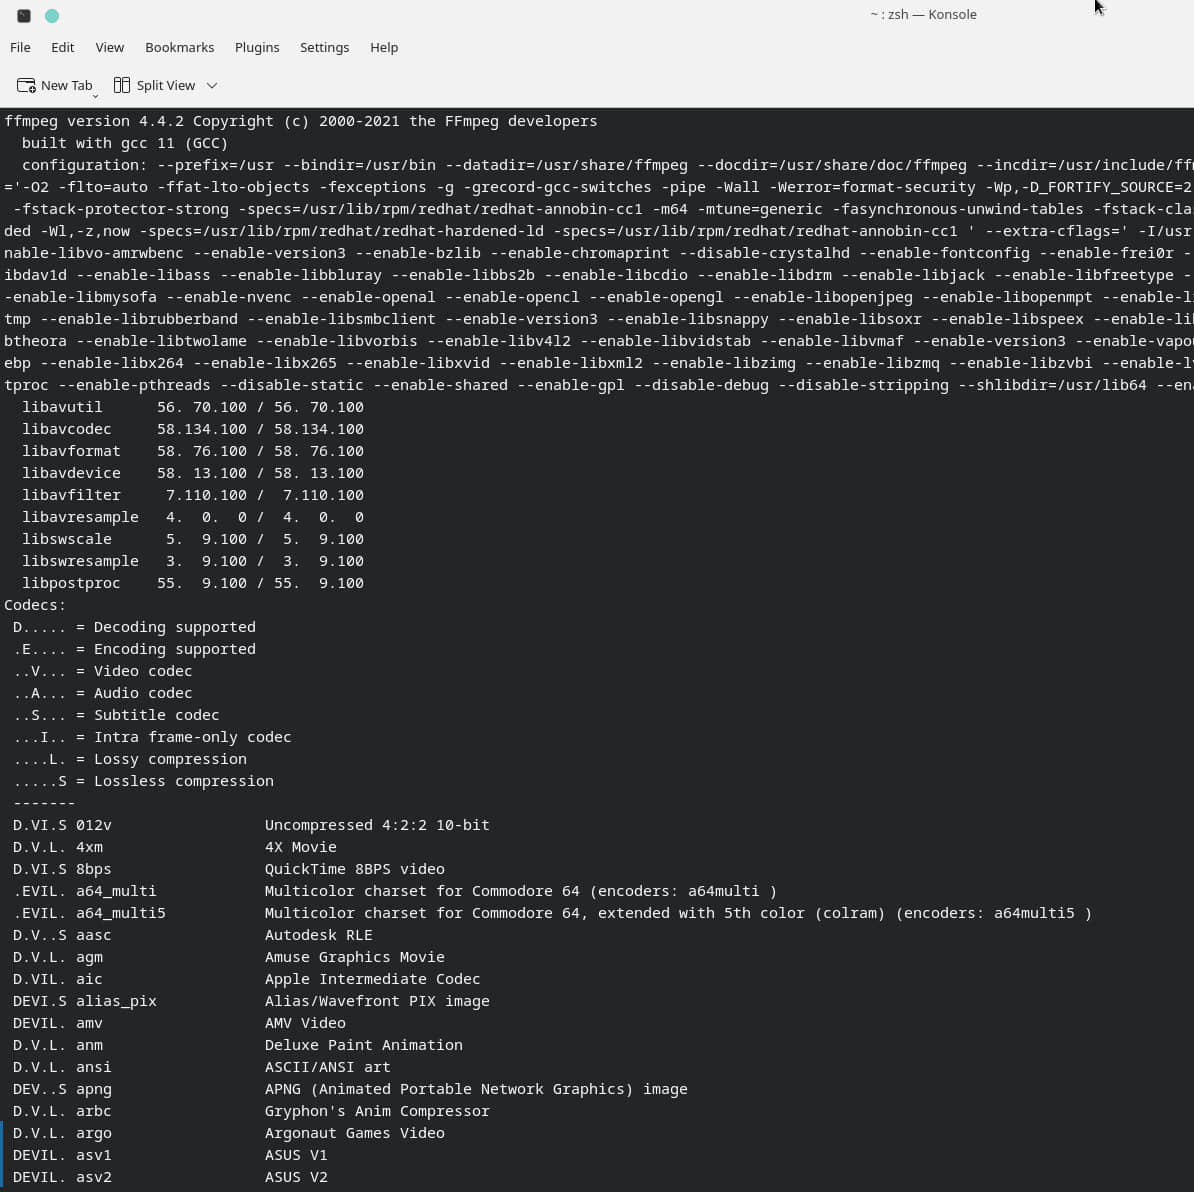 ~ : zsh — Konsole
File Edit View Bookmarks Plugins Settings Help
New Tab Split View
ffmpeg version 4.4.2 Copyright (c) 2000-2021 the FFmpeg developers
  built with gcc 11 (GCC)
  configuration: --prefix=/usr --bindir=/usr/bin --datadir=/usr/share/ffmpeg --docdir=/usr/share/doc/ffmpeg --incdir=/usr/include/ffm
='-O2 -flto=auto -ffat-lto-objects -fexceptions -g -grecord-gcc-switches -pipe -Wall -Werror=format-security -Wp,-D_FORTIFY_SOURCE=2
 -fstack-protector-strong -specs=/usr/lib/rpm/redhat/redhat-annobin-cc1 -m64 -mtune=generic -fasynchronous-unwind-tables -fstack-clas
ded -Wl,-z,now -specs=/usr/lib/rpm/redhat/redhat-hardened-ld -specs=/usr/lib/rpm/redhat/redhat-annobin-cc1 ' --extra-cflags=' -I/usr
nable-libvo-amrwbenc --enable-version3 --enable-bzlib --enable-chromaprint --disable-crystalhd --enable-fontconfig --enable-frei0r -
ibdav1d --enable-libass --enable-libbluray --enable-libbs2b --enable-libcdio --enable-libdrm --enable-libjack --enable-libfreetype -
-enable-libmysofa --enable-nvenc --enable-openal --enable-opencl --enable-opengl --enable-libopenjpeg --enable-libopenmpt --enable-li
tmp --enable-librubberband --enable-libsmbclient --enable-version3 --enable-libsnappy --enable-libsoxr --enable-libspeex --enable-lib
btheora --enable-libtwolame --enable-libvorbis --enable-libv4l2 --enable-libvidstab --enable-libvmaf --enable-version3 --enable-vapou
ebp --enable-libx264 --enable-libx265 --enable-libxvid --enable-libxml2 --enable-libzimg --enable-libzmq --enable-libzvbi --enable-lv
tproc --enable-pthreads --disable-static --enable-shared --enable-gpl --disable-debug --disable-stripping --shlibdir=/usr/lib64 --ena
  libavutil      56. 70.100 / 56. 70.100
  libavcodec     58.134.100 / 58.134.100
  libavformat    58. 76.100 / 58. 76.100
  libavdevice    58. 13.100 / 58. 13.100
  libavfilter     7.110.100 /  7.110.100
  libavresample   4.  0.  0 /  4.  0.  0
  libswscale      5.  9.100 /  5.  9.100
  libswresample   3.  9.100 /  3.  9.100
  libpostproc    55.  9.100 / 55.  9.100
Codecs:
 D..... = Decoding supported
 .E.... = Encoding supported
 ..V... = Video codec
 ..A... = Audio codec
 ..S... = Subtitle codec
 ...I.. = Intra frame-only codec
 ....L. = Lossy compression
 .....S = Lossless compression
 -------
 D.VI.S 012v                 Uncompressed 4:2:2 10-bit
 D.V.L. 4xm                  4X Movie
 D.VI.S 8bps                 QuickTime 8BPS video
 .EVIL. a64_multi            Multicolor charset for Commodore 64 (encoders: a64multi )
 .EVIL. a64_multi5           Multicolor charset for Commodore 64, extended with 5th color (colram) (encoders: a64multi5 )
 D.V..S aasc                 Autodesk RLE
 D.V.L. agm                  Amuse Graphics Movie
 D.VIL. aic                  Apple Intermediate Codec
 DEVI.S alias_pix            Alias/Wavefront PIX image
 DEVIL. amv                  AMV Video
 D.V.L. anm                  Deluxe Paint Animation
 D.V.L. ansi                 ASCII/ANSI art
 DEV..S apng                 APNG (Animated Portable Network Graphics) image
 D.V.L. arbc                 Gryphon's Anim Compressor
 D.V.L. argo                 Argonaut Games Video
 DEVIL. asv1                 ASUS V1
 DEVIL. asv2                 ASUS V2